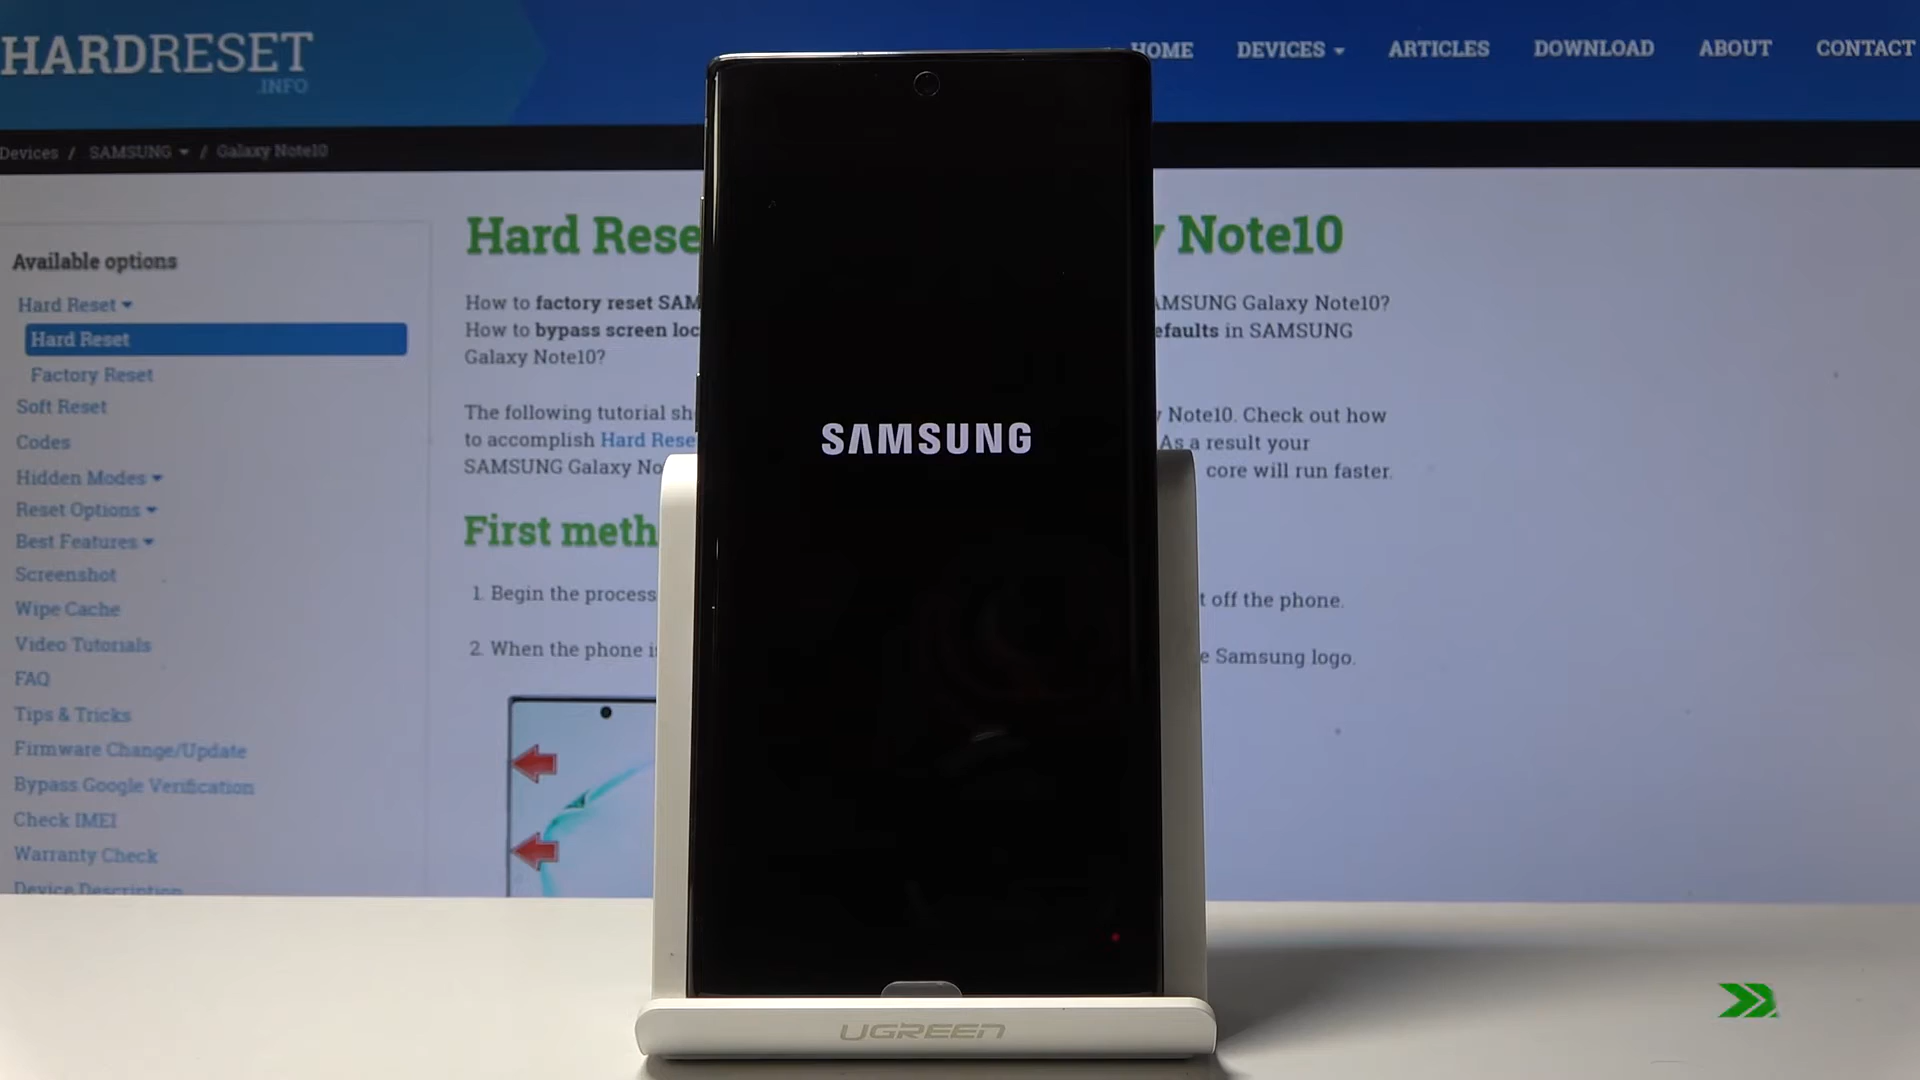 HARDRESET
.INFO
HOME DEVICES ARTICLES DOWNLOAD ABOUT CONTACT
Devices / SAMSUNG / Galaxy Note10
Available options
Hard Reset
Hard Reset
Factory Reset
Soft Reset
Codes
Hidden Modes
Reset Options
Best Features
Screenshot
Wipe Cache
Video Tutorials
FAQ
Tips & Tricks
Firmware Change/Update
Bypass Google Verification
Check IMEI
Warranty Check
Device Description
Hard Rese Note10
How to factory reset SAM AMSUNG Galaxy Note10?
How to bypass screen loc efaults in SAMSUNG
Galaxy Note10?
The following tutorial sh Note10. Check out how
to accomplish Hard Rese As a result your
SAMSUNG Galaxy No core will run faster.
First meth
1. Begin the process t off the phone.
2. When the phone i e Samsung logo.
SAMSUNG
UGREEN